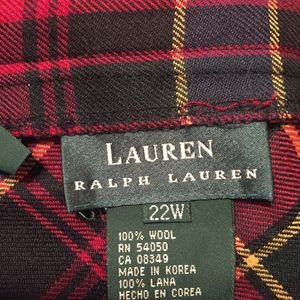 LAUREN
RALPH LAUREN
22W
100% WOOL
RN 54050
CA 08349
MADE IN KOREA
100% LANA
HECHO EN COREA